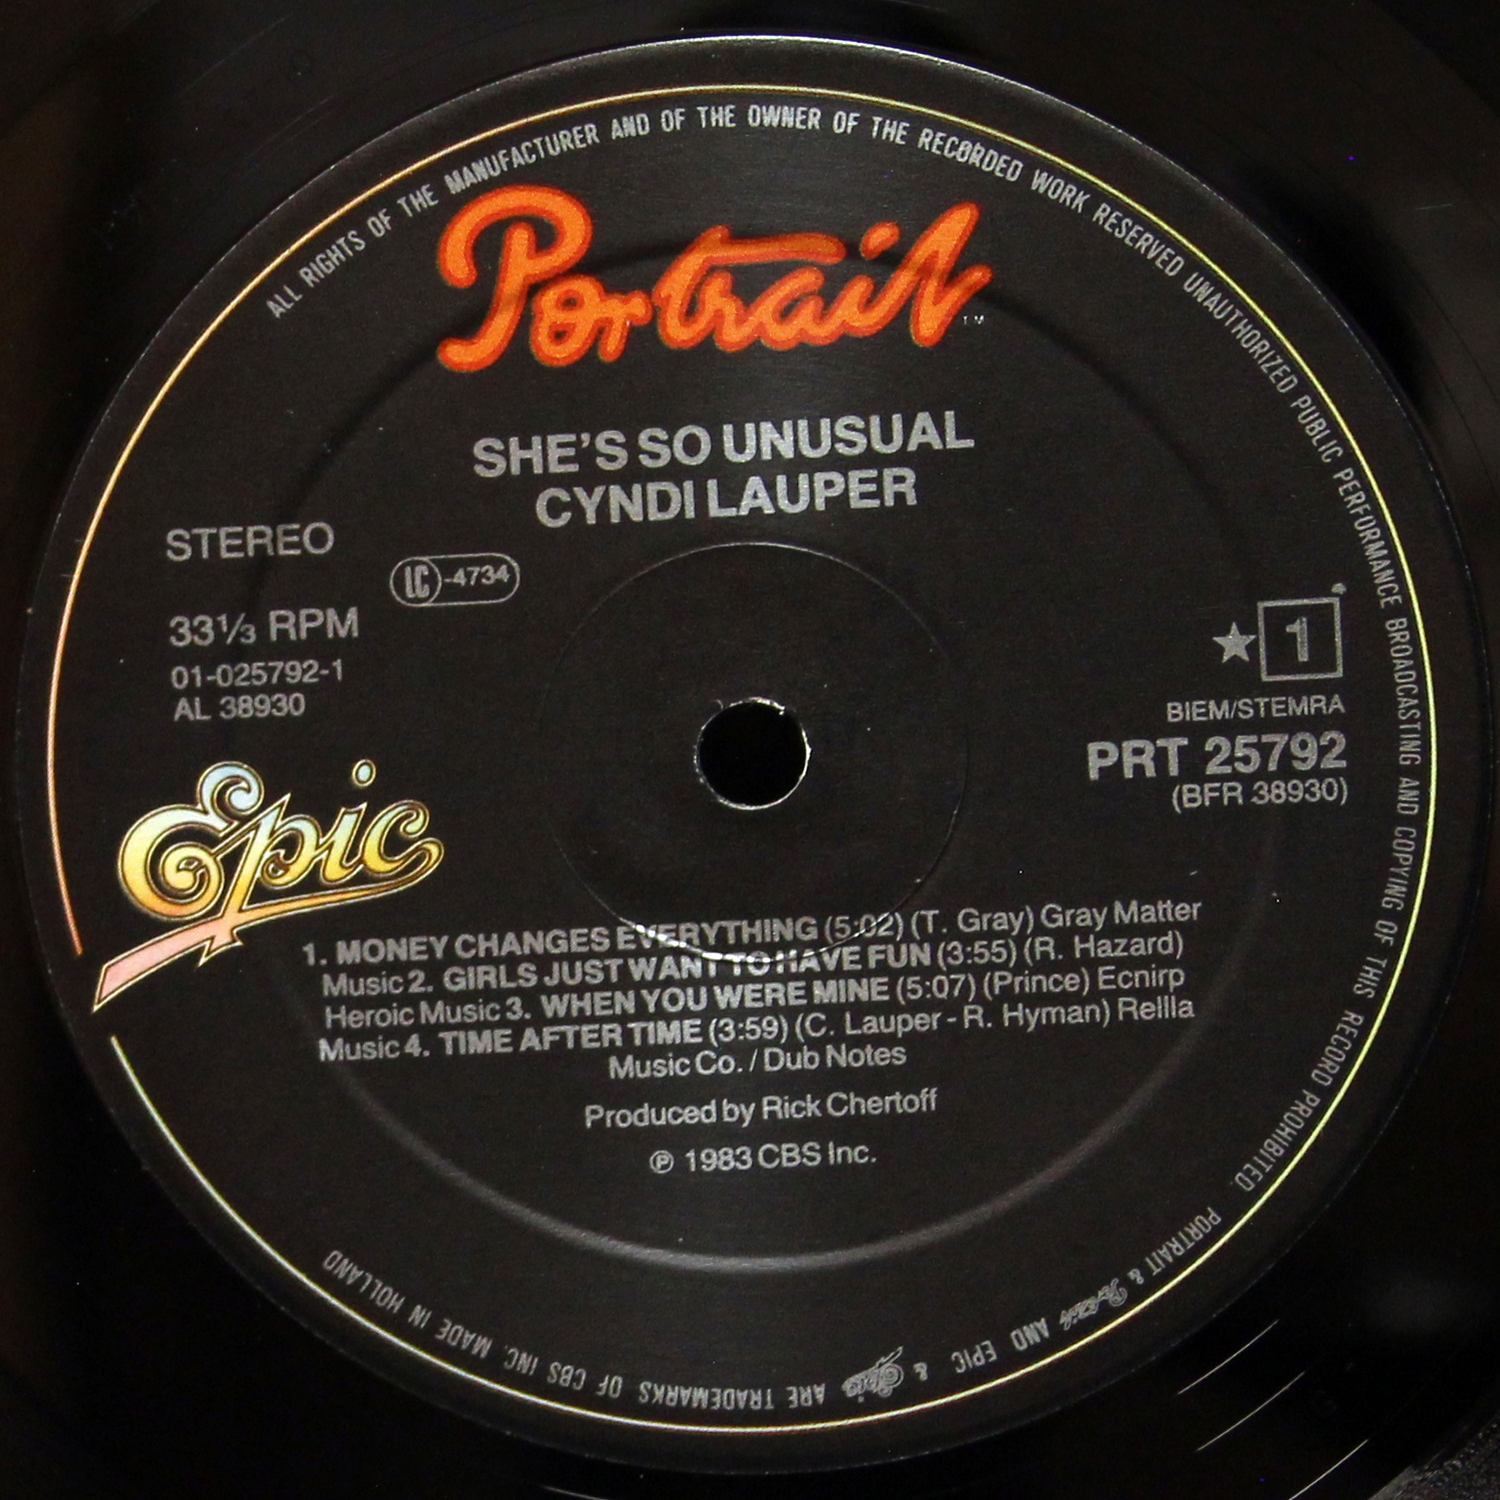 ALL RIGHTS OF THE MANUFACTURER AND OF THE OWNER OF THE RECORDED WORK RESERVED UNAUTHORIZED PUBLIC PERFORMANCE BROADCASTING AND COPYING OF THIS RECORD PROHIBITED.
Portrait TM
SHE'S SO UNUSUAL
CYNDI LAUPER
STEREO
LC-4734
33⅓ RPM
01-025792-1
AL 38930
★ 1
BIEM/STEMRA
PRT 25792
(BFR 38930)
Epic
1. MONEY CHANGES EVERYTHING (5:02) (T. Gray) Gray Matter
Music 2. GIRLS JUST WANT TO HAVE FUN (3:55) (R. Hazard)
Heroic Music 3. WHEN YOU WERE MINE (5:07) (Prince) Ecnirp
Music 4. TIME AFTER TIME (3:59) (C. Lauper - R. Hyman) Rellla
Music Co. / Dub Notes
Produced by Rick Chertoff
℗ 1983 CBS Inc.
PORTRAIT & Portrait AND EPIC & Epic ARE TRADEMARKS OF CBS INC. MADE IN HOLLAND